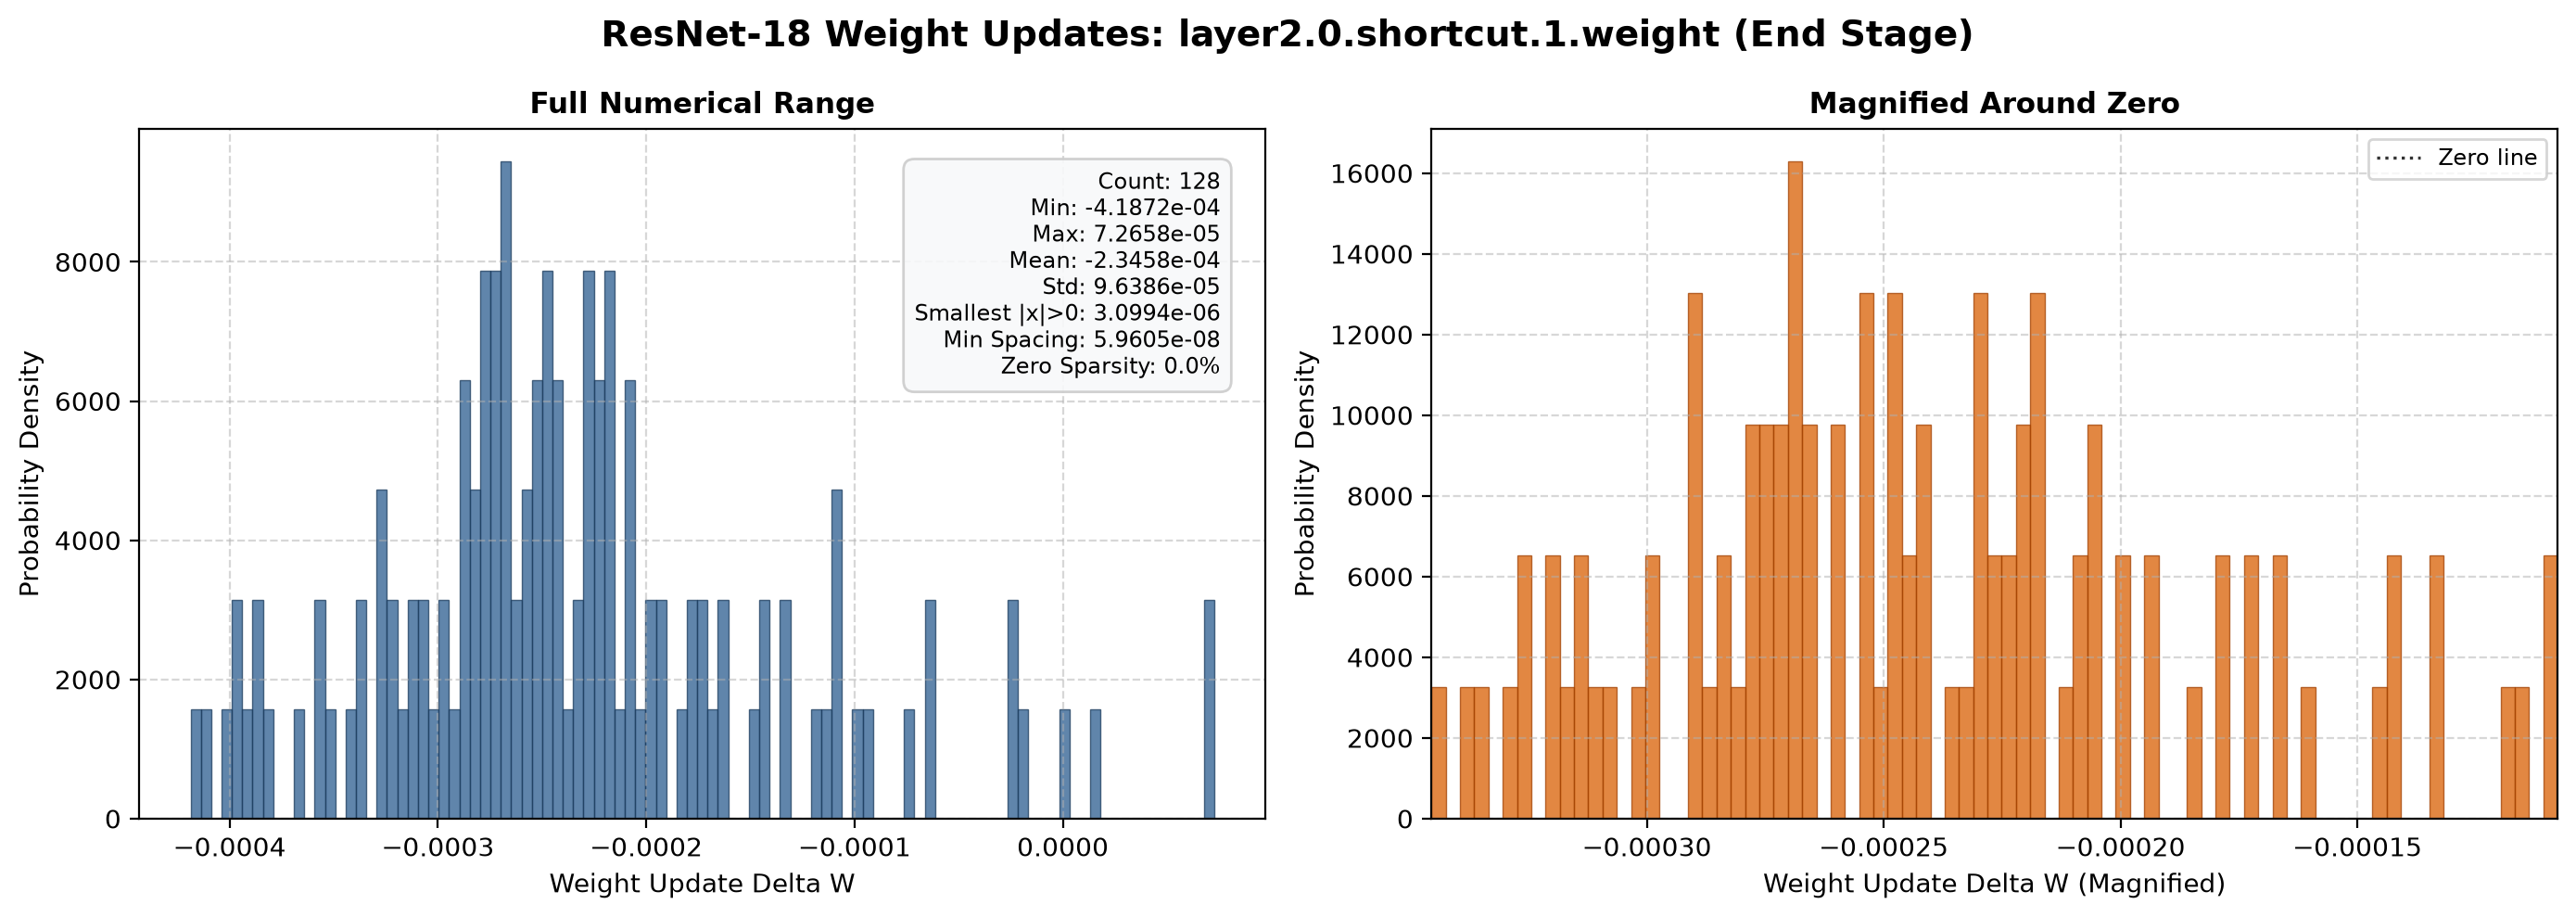 ResNet-18 Weight Updates: layer2.0.shortcut.1.weight (End Stage)
Full Numerical Range
Probability Density
8000
6000
4000
2000
0
Count: 128
Min: -4.1872e-04
Max: 7.2658e-05
Mean: -2.3458e-04
Std: 9.6386e-05
Smallest |x|>0: 3.0994e-06
Min Spacing: 5.9605e-08
Zero Sparsity: 0.0%
−0.0004
−0.0003
−0.0002
−0.0001
0.0000
Weight Update Delta W
Magnified Around Zero
Probability Density
16000
14000
12000
10000
8000
6000
4000
2000
0
Zero line
−0.00030
−0.00025
−0.00020
−0.00015
Weight Update Delta W (Magnified)